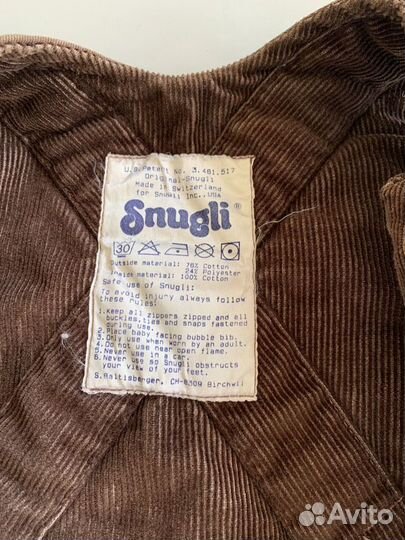 U.S. Patent No. 3.481.517
Original-Snugli
Made in Switzerland
for Snugli Inc., USA
Snugli®
30
Outside material: 76% Cotton
24% Polyester
Inside material: 100% Cotton
Safe use of Snugli:
To avoid injury always follow
these rules:
1. Keep all zippers zipped and all
buckles, ties and snaps fastened
during use.
2. Place baby facing bubble bib.
3. Only when worn by an adult.
4. Do not use near open flame.
5. Never use in a car.
6. Never use so Snugli obstructs
your view of your feet.
S. Baltisberger, CH-8309 Birchwil
Avito